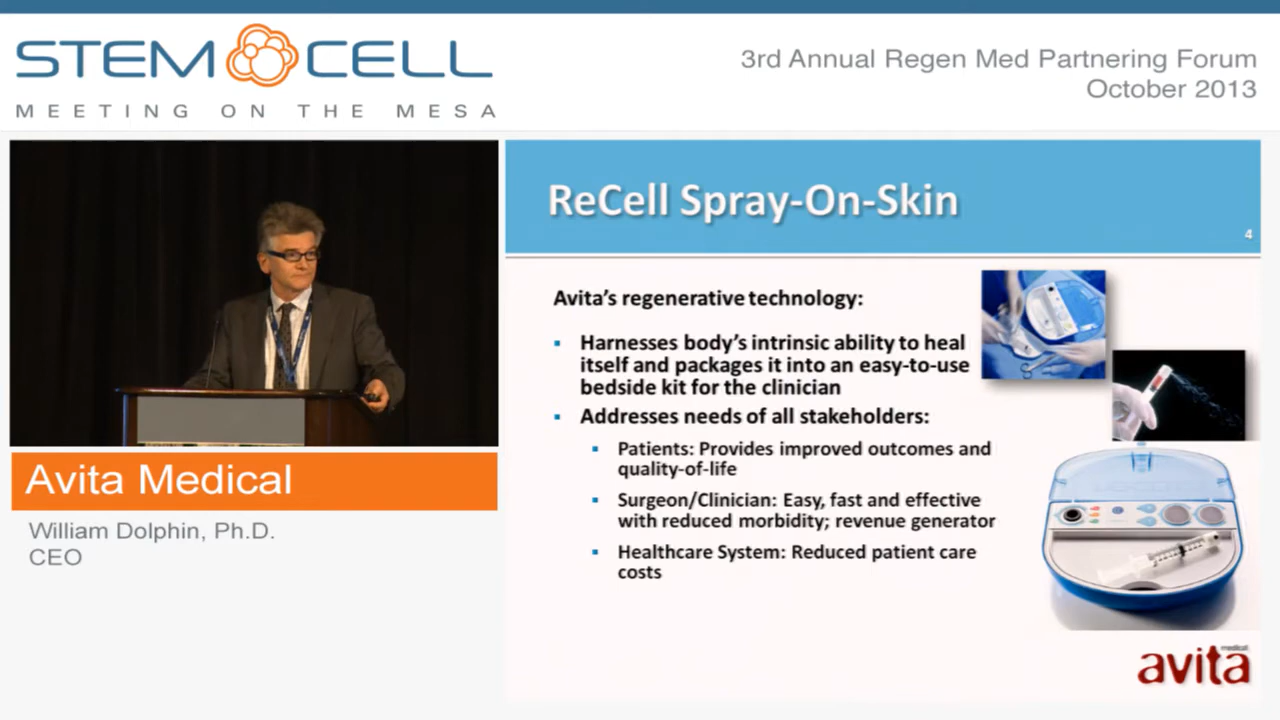 STEM CELL
MEETING ON THE MESA
3rd Annual Regen Med Partnering Forum
October 2013
ReCell Spray-On-Skin
4
Avita's regenerative technology:
▪ Harnesses body's intrinsic ability to heal
itself and packages it into an easy-to-use
bedside kit for the clinician
▪ Addresses needs of all stakeholders:
▪ Patients: Provides improved outcomes and
quality-of-life
▪ Surgeon/Clinician: Easy, fast and effective
with reduced morbidity; revenue generator
▪ Healthcare System: Reduced patient care
costs
avita medical
Avita Medical
William Dolphin, Ph.D.
CEO